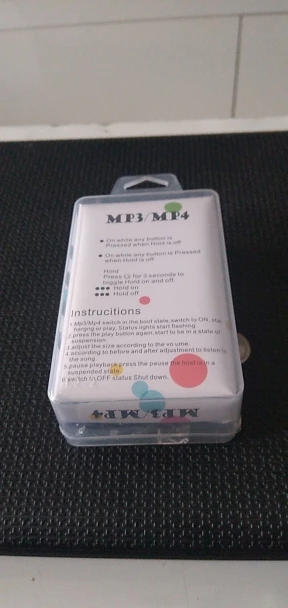 MP3/MP4
On while any button is
Pressed when Hold is off
On while any button is Pressed
when Hold is off.
Hold
Press for 3 seconds to
toggle Hold on and off.
Hold on
Hold off
Instrucitions
1.Mp3/Mp4 switch in the boot state,switch to ON,
harging or play, Status lights start flashing.
2.press the play button again,start to be in a state of
suspension.
3.adjust the size according to the vo ume.
4.according to before and after adjustment to listen to
the song.
5.pause playback press the pause the host is in a
suspended state.
6.switch to OFF status Shut down.
MP3/MP4